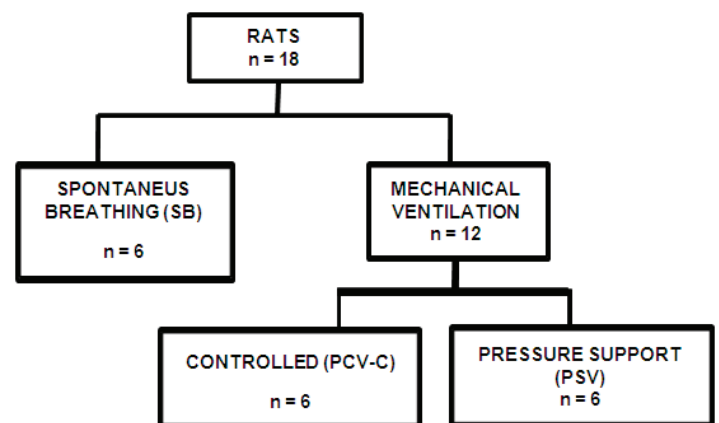 RATS
n = 18
SPONTANEUS
BREATHING (SB)
n = 6
MECHANICAL
VENTILATION
n = 12
CONTROLLED (PCV-C)
n = 6
PRESSURE SUPPORT
(PSV)
n = 6